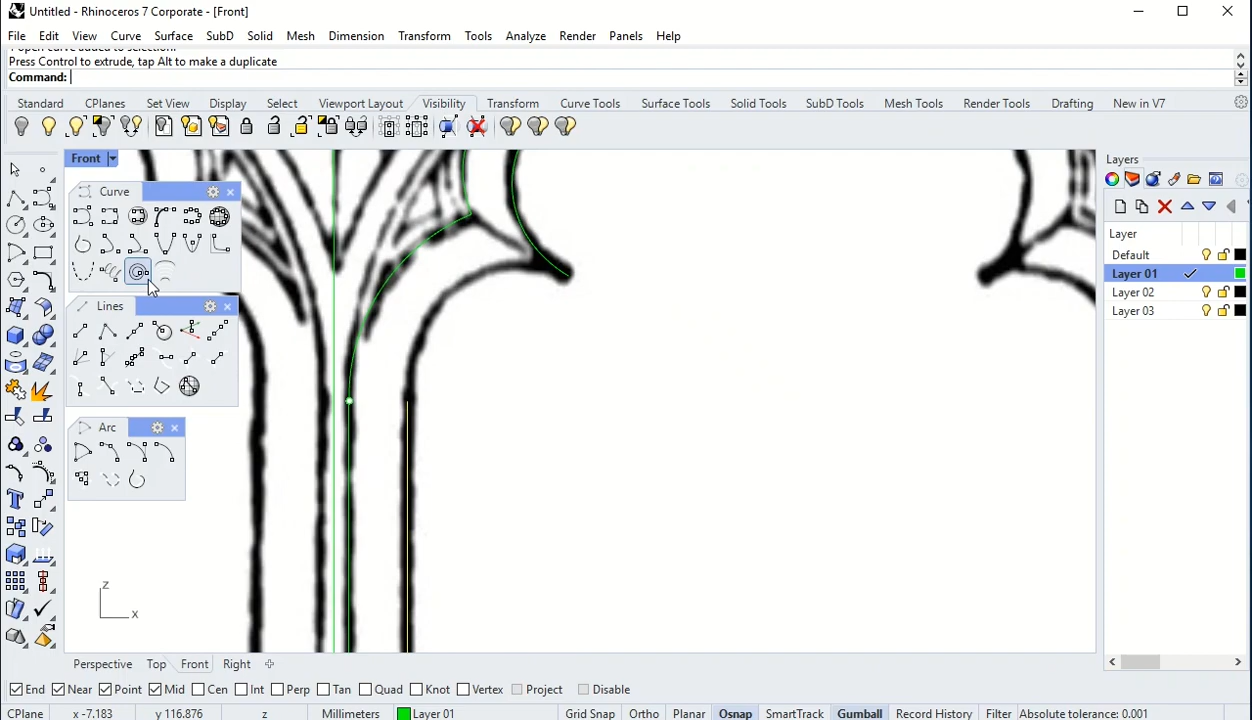 Untitled - Rhinoceros 7 Corporate - [Front]
File Edit View Curve Surface SubD Solid Mesh Dimension Transform Tools Analyze Render Panels Help
Press Control to extrude, tap Alt to make a duplicate
Command:
Standard CPlanes Set View Display Select Viewport Layout Visibility Transform Curve Tools Surface Tools Solid Tools SubD Tools Mesh Tools Render Tools Drafting New in V7
Front
Layers
Curve
Layer
Default
Layer 01
Layer 02
Lines
Layer 03
Arc
z
x
Perspective Top Front Right
End Near Point Mid Cen Int Perp Tan Quad Knot Vertex Project Disable
CPlane x -7.183 y 116.876 z Millimeters Layer 01 Grid Snap Ortho Planar Osnap SmartTrack Gumball Record History Filter Absolute tolerance: 0.001